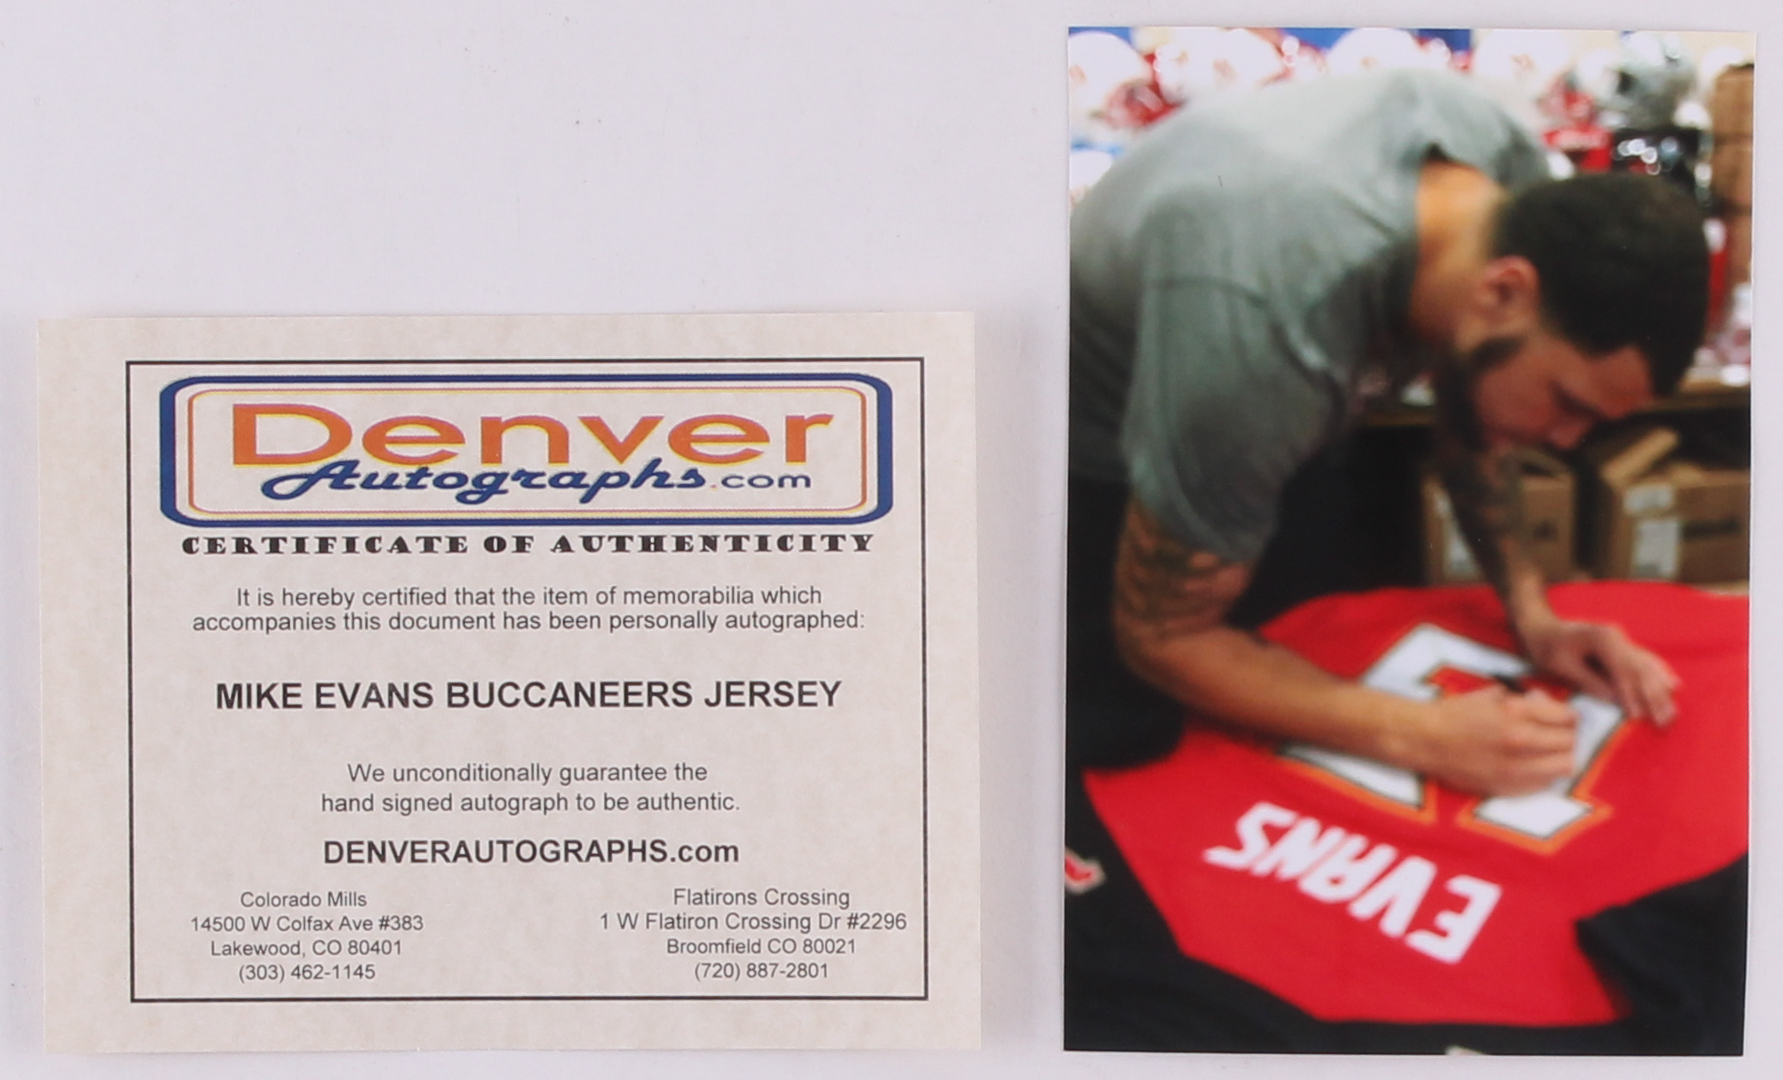 Denver
Autographs.com
CERTIFICATE OF AUTHENTICITY
It is hereby certified that the item of memorabilia which
accompanies this document has been personally autographed:
MIKE EVANS BUCCANEERS JERSEY
We unconditionally guarantee the
hand signed autograph to be authentic.
DENVERAUTOGRAPHS.com
Colorado Mills
14500 W Colfax Ave #383
Lakewood, CO 80401
(303) 462-1145
Flatirons Crossing
1 W Flatiron Crossing Dr #2296
Broomfield CO 80021
(720) 887-2801
EVANS